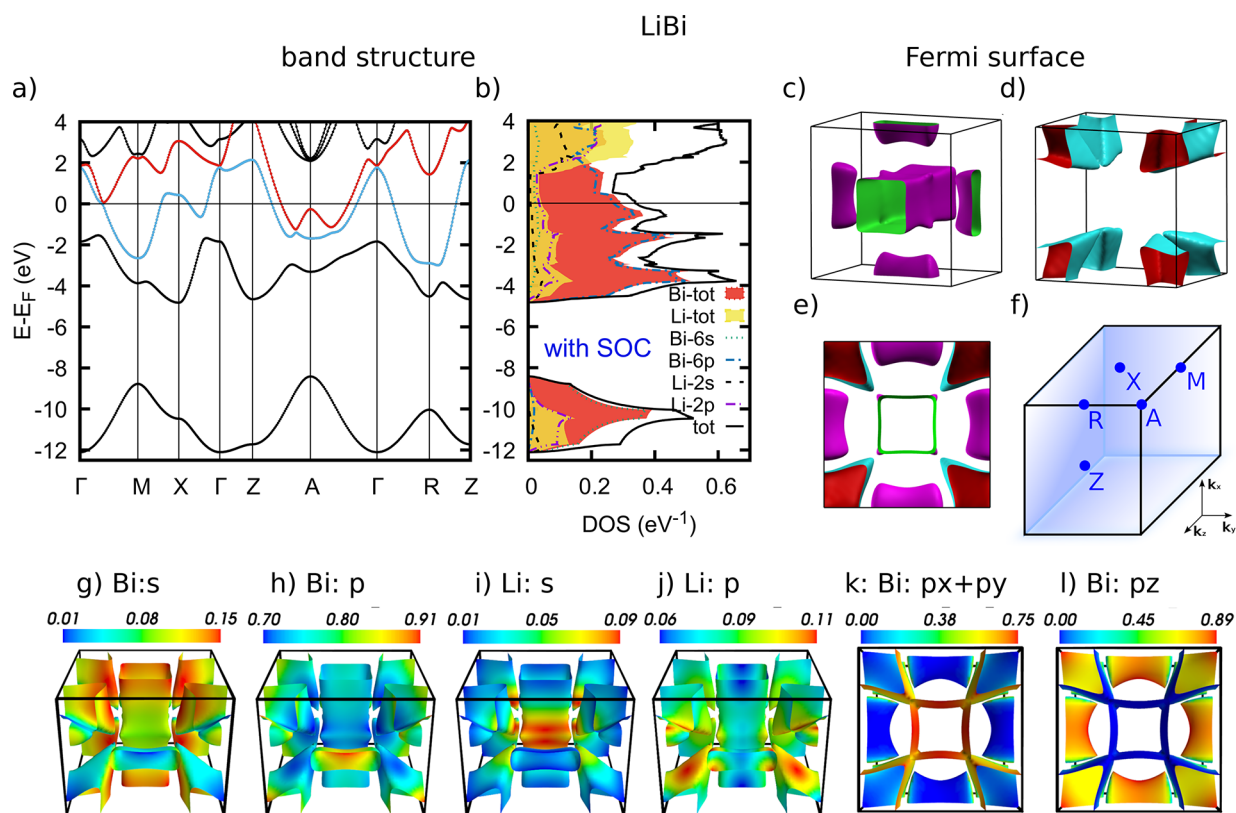 LiBi
band structure
Fermi surface
a)
b)
c)
d)
4
2
0
-2
-4
-6
-8
-10
-12
E-E_F (eV)
Γ M X Γ Z A Γ R Z
4
2
0
-2
-4
-6
-8
-10
-12
Bi-tot
Li-tot
Bi-6s
Bi-6p
Li-2s
Li-2p
tot
with SOC
0 0.2 0.4 0.6
DOS (eV⁻¹)
e)
f)
X
M
R
A
Z
k_x
k_y
k_z
g) Bi:s
0.01 0.08 0.15
h) Bi: p
0.70 0.80 0.91
i) Li: s
0.01 0.05 0.09
j) Li: p
0.06 0.09 0.11
k: Bi: px+py
0.00 0.38 0.75
l) Bi: pz
0.00 0.45 0.89